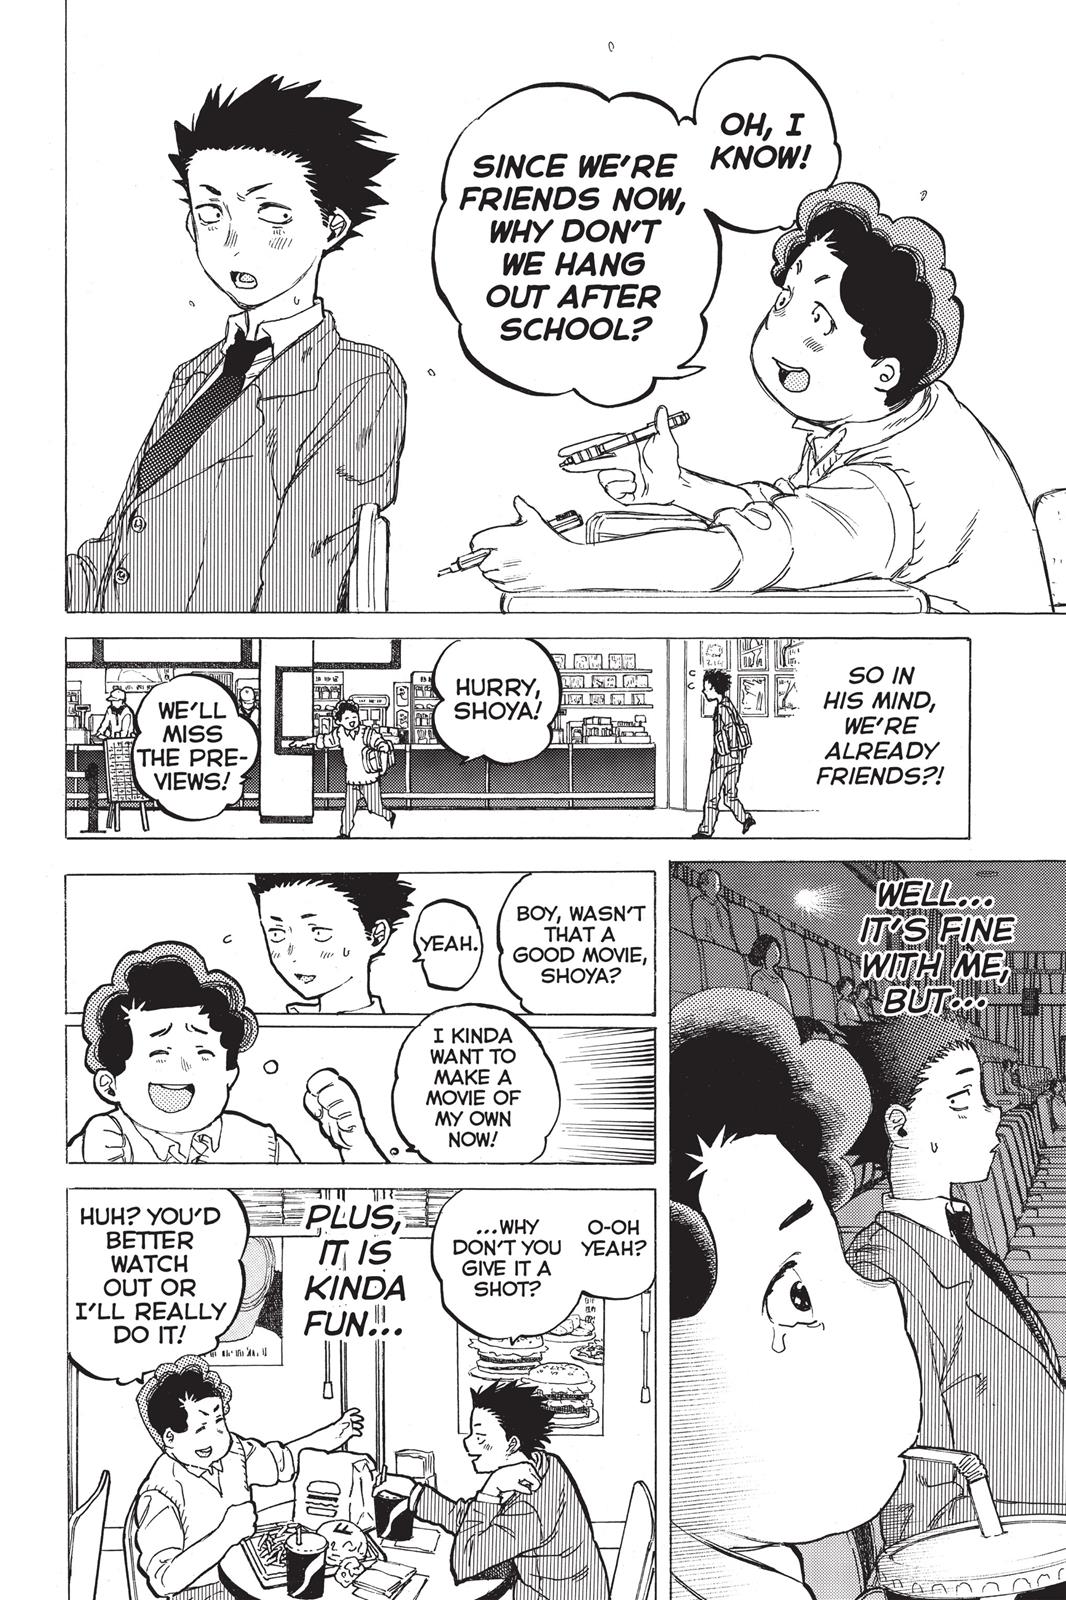 OH, I
KNOW!
SINCE WE'RE
FRIENDS NOW,
WHY DON'T
WE HANG
OUT AFTER
SCHOOL?
SO IN
HIS MIND,
WE'RE
ALREADY
FRIENDS?!
HURRY,
SHOYA!
WE'LL
MISS
THE PRE-
VIEWS!
WELL...
IT'S FINE
WITH ME,
BUT...
BOY, WASN'T
THAT A
GOOD MOVIE,
SHOYA?
YEAH.
I KINDA
WANT TO
MAKE A
MOVIE OF
MY OWN
NOW!
O-OH
YEAH?
...WHY
DON'T YOU
GIVE IT A
SHOT?
PLUS,
IT IS
KINDA
FUN...
HUH? YOU'D
BETTER
WATCH
OUT OR
I'LL REALLY
DO IT!